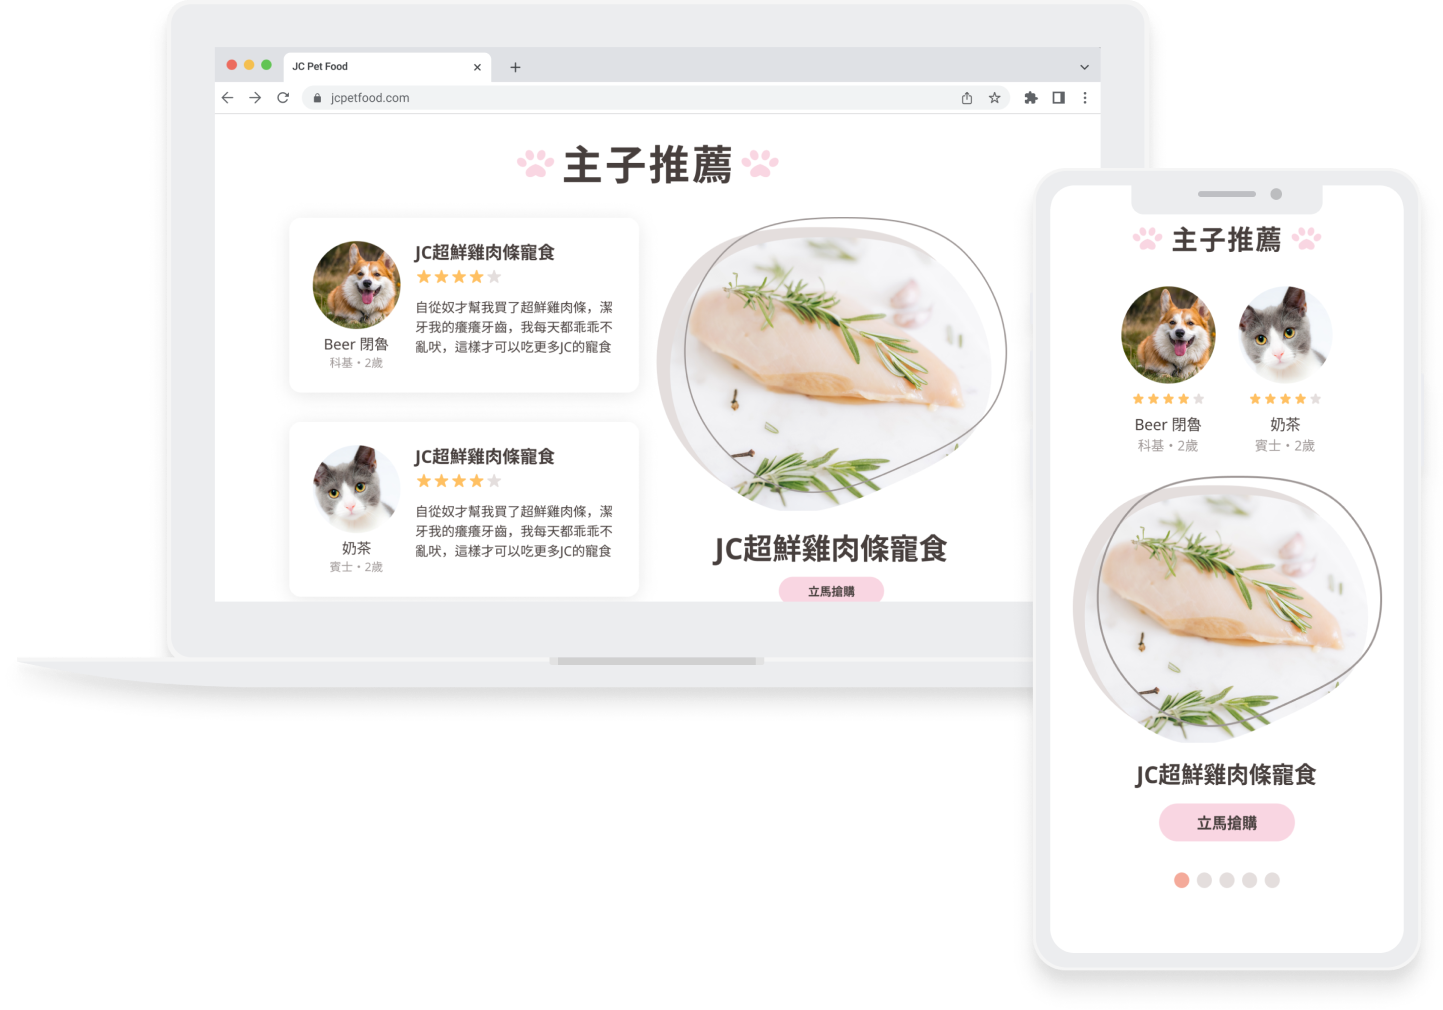 JC Pet Food
jcpetfood.com
主子推薦
JC超鮮雞肉條寵食
自從奴才幫我買了超鮮雞肉條，潔
牙我的癢癢牙齒，我每天都乖乖不
亂吠，這樣才可以吃更多JC的寵食
Beer 閉魯
科基・2歲
JC超鮮雞肉條寵食
自從奴才幫我買了超鮮雞肉條，潔
牙我的癢癢牙齒，我每天都乖乖不
亂吠，這樣才可以吃更多JC的寵食
奶茶
賓士・2歲
JC超鮮雞肉條寵食
立馬搶購
主子推薦
Beer 閉魯
科基・2歲
奶茶
賓士・2歲
JC超鮮雞肉條寵食
立馬搶購